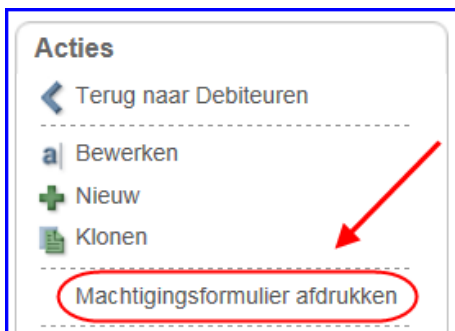 Acties
Terug naar Debiteuren
a| Bewerken
Nieuw
Klonen
Machtigingsformulier afdrukken